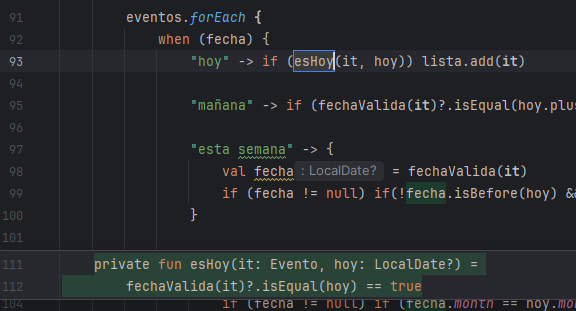 91 eventos.forEach {
92 when (fecha) {
93 "hoy" -> if (esHoy(it, hoy)) lista.add(it)
94
95 "mañana" -> if (fechaValida(it)?.isEqual(hoy.plus
96
97 "esta semana" -> {
98 val fecha : LocalDate? = fechaValida(it)
99 if (fecha != null) if(!fecha.isBefore(hoy) &&
100 }
101
111 private fun esHoy(it: Evento, hoy: LocalDate?) =
112 fechaValida(it)?.isEqual(hoy) == true
104 if (fecha != null) if (fecha.month == hoy.mo